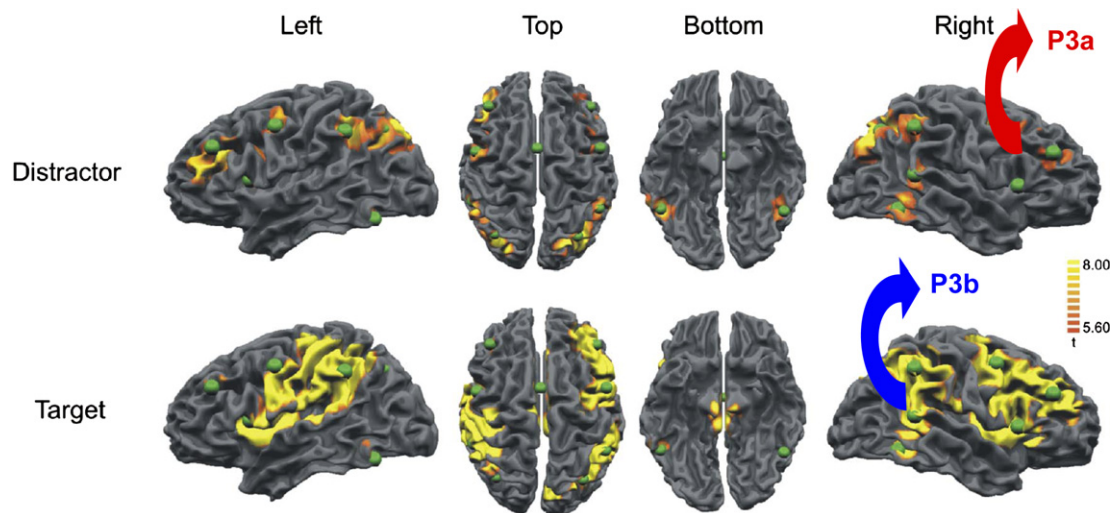 Left Top Bottom Right
P3a
Distractor
8.00
P3b
5.60
t
Target